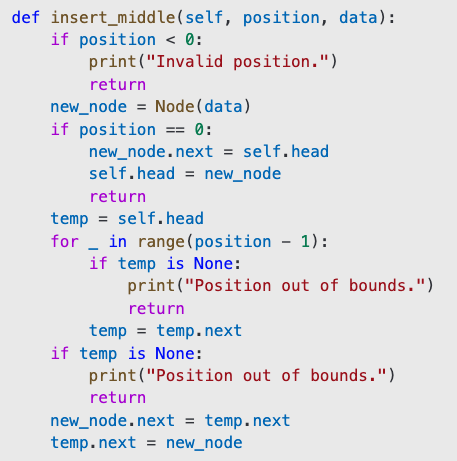 def insert_middle(self, position, data):
    if position < 0:
        print("Invalid position.")
        return
    new_node = Node(data)
    if position == 0:
        new_node.next = self.head
        self.head = new_node
        return
    temp = self.head
    for _ in range(position - 1):
        if temp is None:
            print("Position out of bounds.")
            return
        temp = temp.next
    if temp is None:
        print("Position out of bounds.")
        return
    new_node.next = temp.next
    temp.next = new_node